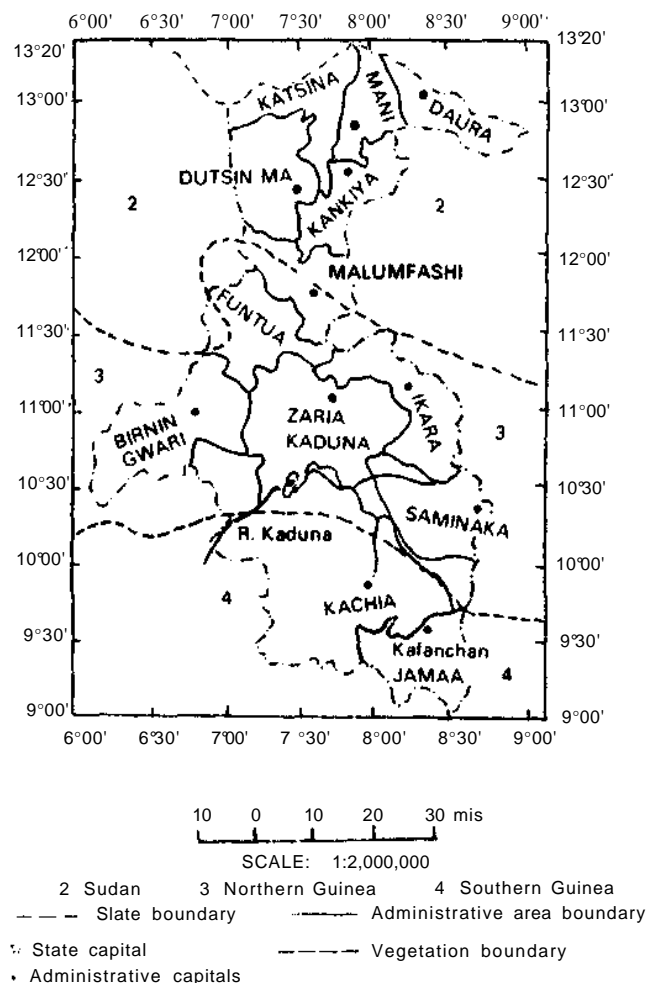 6°00' 6°30' 7°00' 7°30' 8°00' 8°30' 9°00'
13°20' 13°20'
KATSINA
MANI
13°00' 13°00'
DAURA
DUTSIN MA
12°30' 12°30'
KANKIYA
2 2
12°00' 12°00'
MALUMFASHI
FUNTUA
11°30' 11°30'
3
11°00' 11°00'
BIRNIN
GWARI
ZARIA
KADUNA
IKARA
3
10°30' 10°30'
SAMINAKA
R. Kaduna
10°00' 10°00'
4
KACHIA
9°30' 9°30'
Kafanchan
JAMAA
4
9°00' 9°00'
6°00' 6°30' 7°00' 7°30' 8°00' 8°30' 9°00'
10 0 10 20 30 mis
SCALE: 1:2,000,000
2 Sudan 3 Northern Guinea 4 Southern Guinea
Slate boundary Administrative area boundary
State capital Vegetation boundary
Administrative capitals